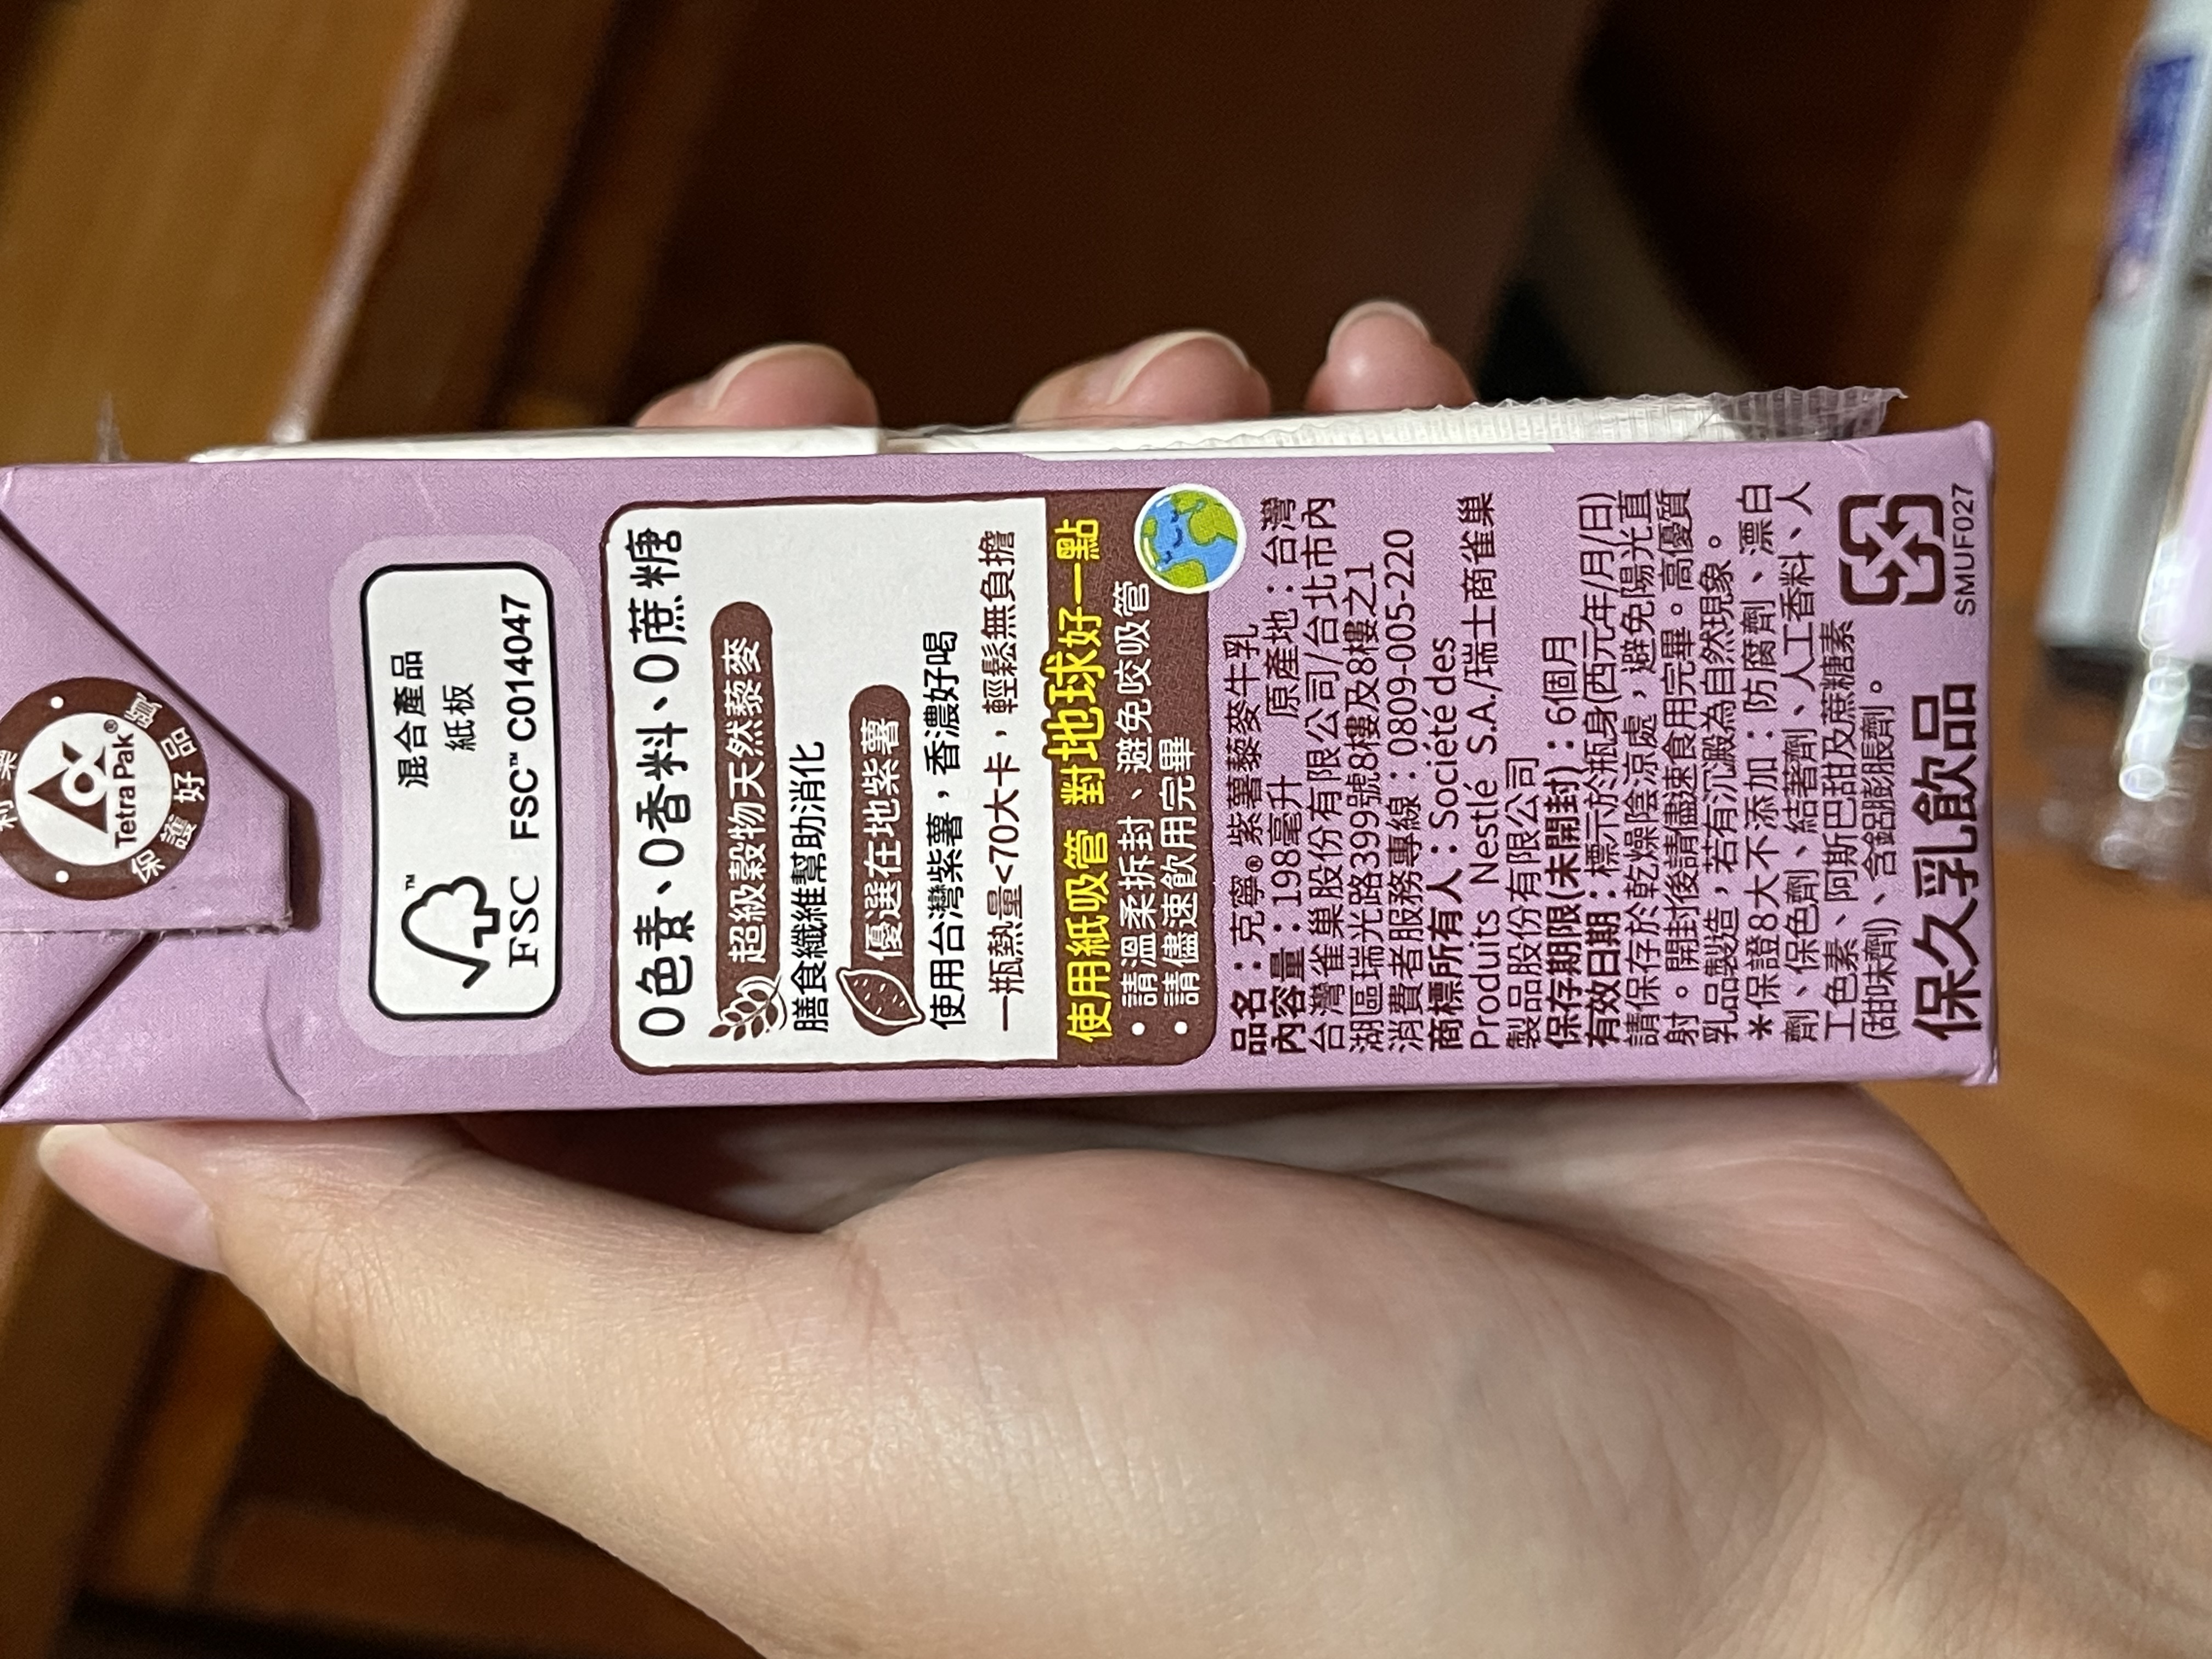 利樂
Tetra Pak®
保護好品質
混合產品
紙板
FSC™
FSC™ C014047
0色素、0香料、0蔗糖
超級穀物天然藜麥
膳食纖維幫助消化
優選在地紫薯
使用台灣紫薯，香濃好喝
一瓶熱量<70大卡，輕鬆無負擔
使用紙吸管 對地球好一點
• 請溫柔拆封、避免咬吸管
• 請儘速飲用完畢
品名：克寧® 紫薯藜麥牛乳
內容量：198毫升 原產地：台灣
台灣雀巢股份有限公司/台北市內
湖區瑞光路399號8樓及8樓之1
消費者服務專線：0809-005-220
商標所有人：Société des
Produits Nestlé S.A./瑞士商雀巢
製品股份有限公司
保存期限(未開封)：6個月
有效日期：標示於瓶身(西元年/月/日)
請保存於乾燥陰涼處，避免陽光直
射。開封後請儘速食用完畢。高優質
乳品製造，若有沉澱為自然現象。
*保證8大不添加：防腐劑、漂白
劑、保色劑、結著劑、人工香料、人
工色素、阿斯巴甜及蔗糖素
(甜味劑)、含鋁膨脹劑。
保久乳飲品
SMUF027